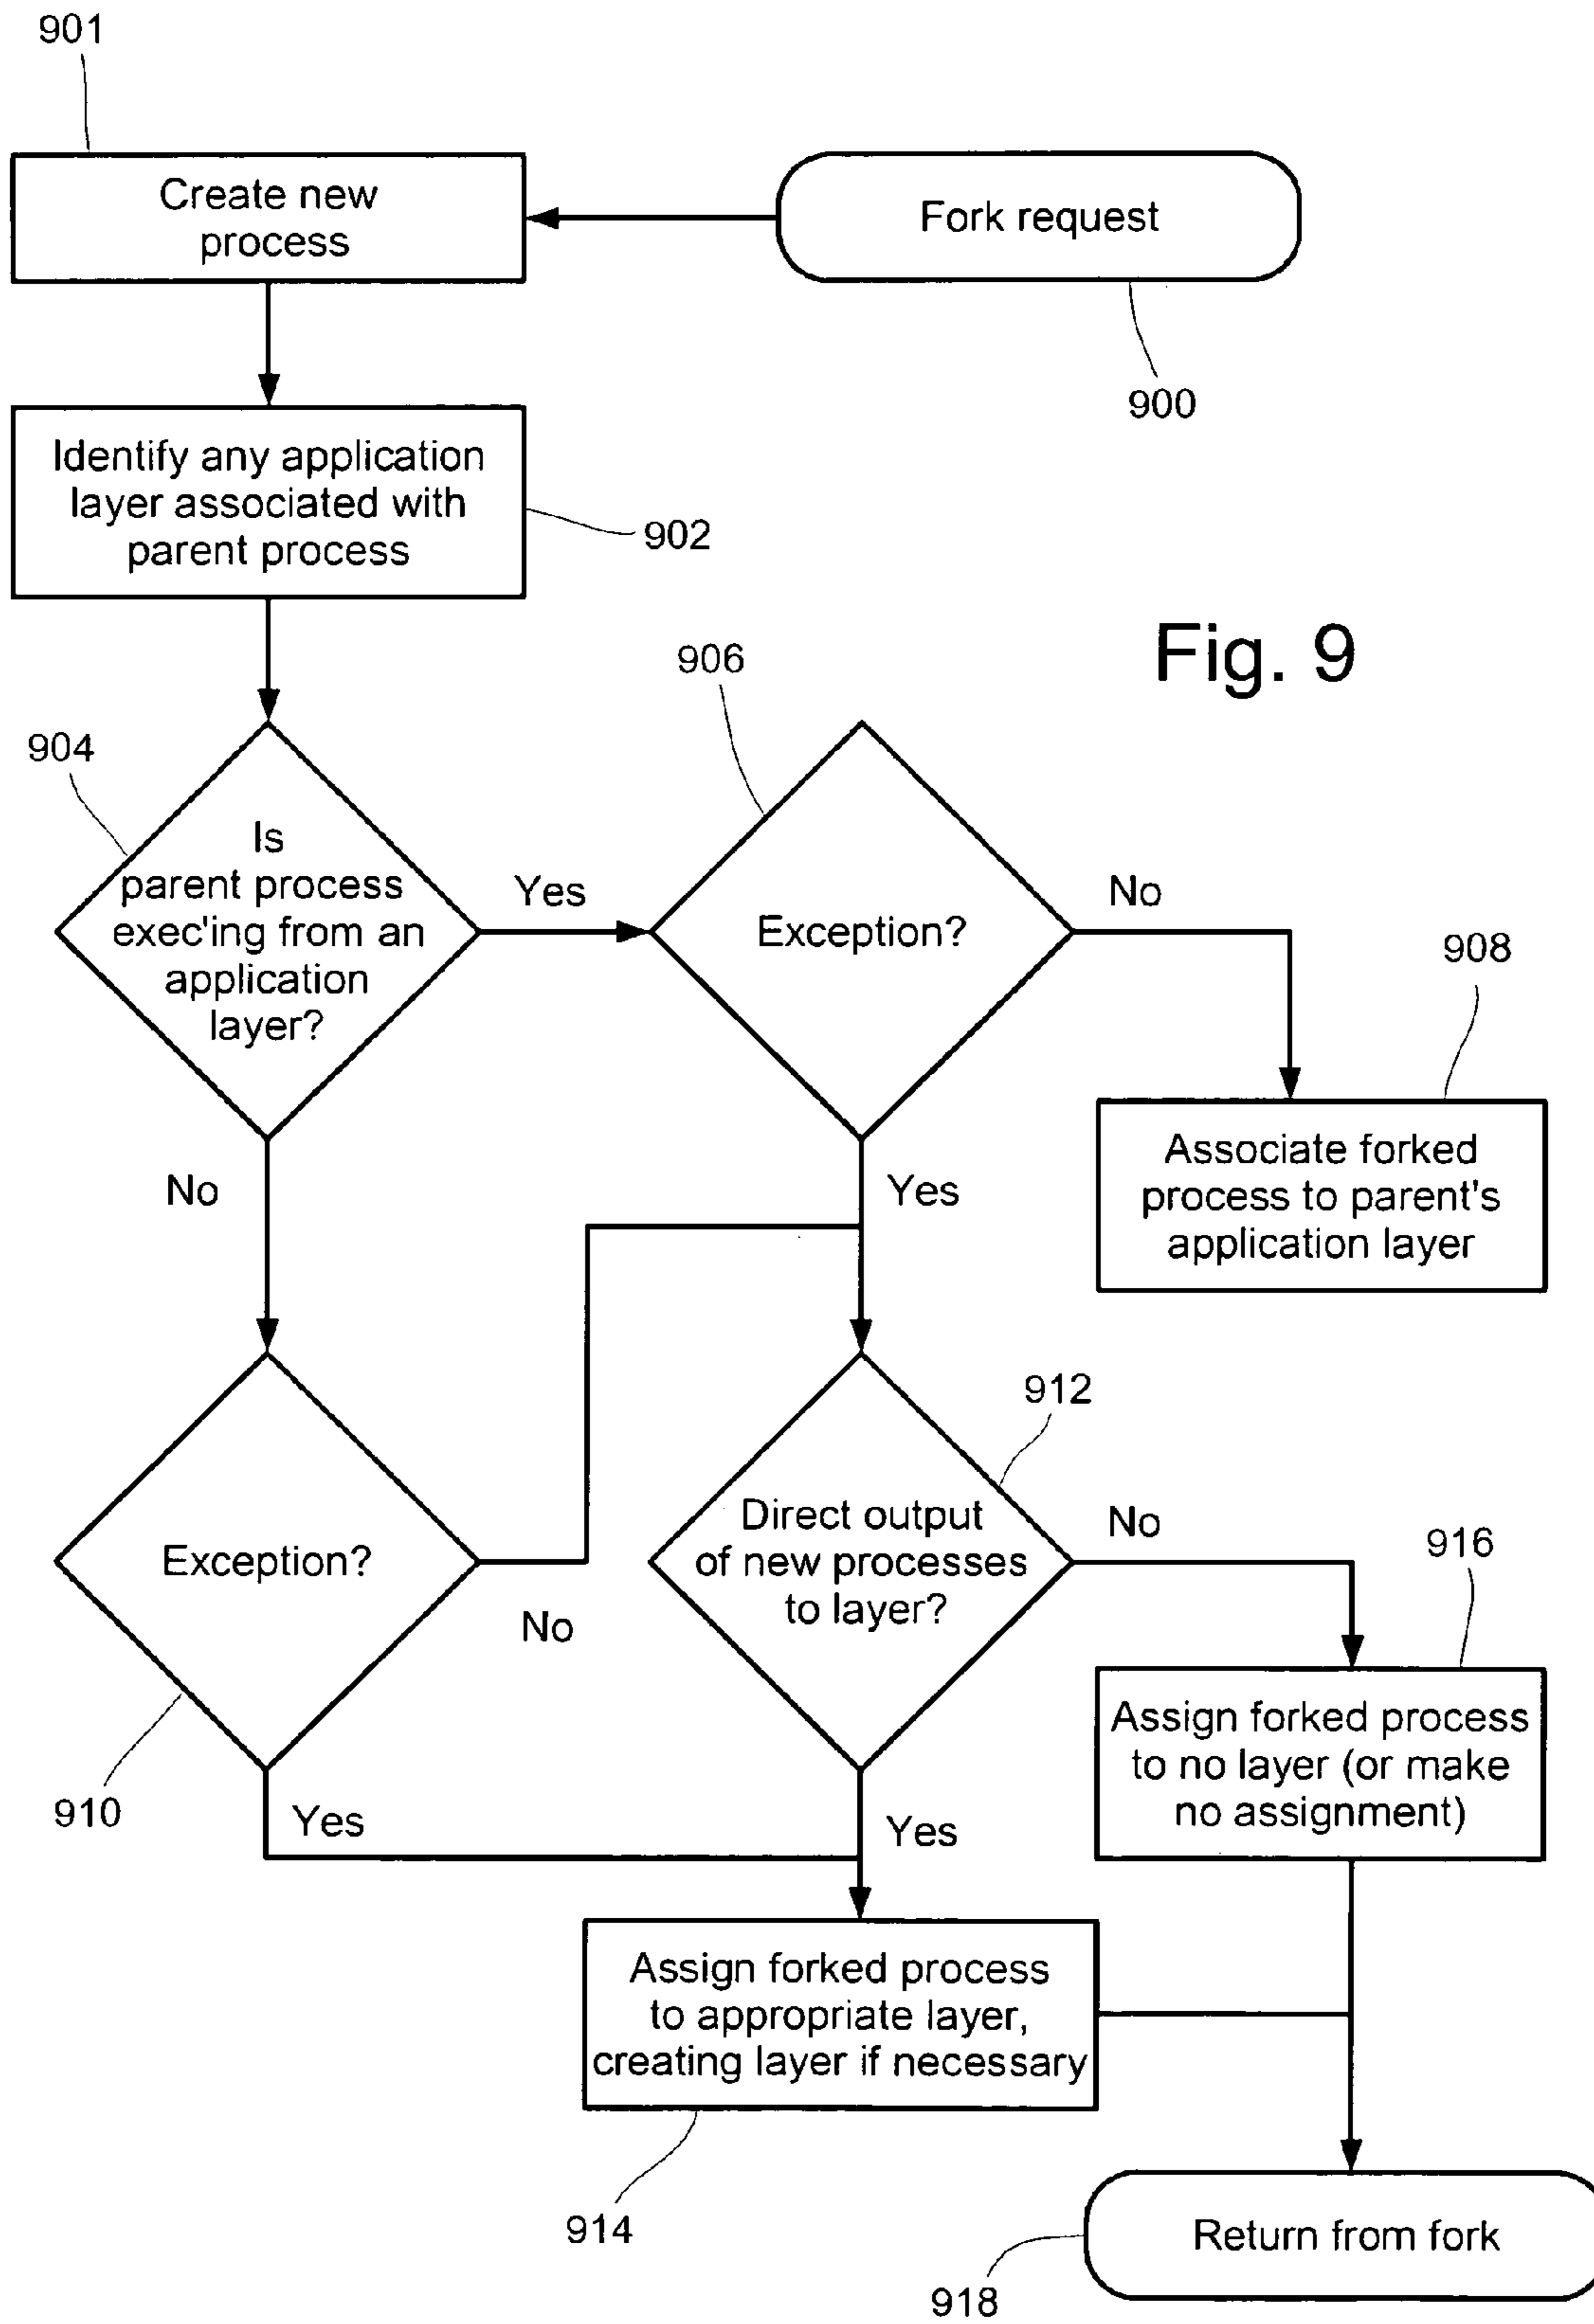 901
Create new
process
Fork request
900
Identify any application
layer associated with
parent process
902
Fig. 9
906
904
Is
parent process
exec'ing from an
application
layer?
Yes
Exception?
No
908
Associate forked
process to parent's
application layer
No
Yes
912
Exception?
No
910
Yes
Direct output
of new processes
to layer?
No
916
Yes
Assign forked process
to no layer (or make
no assignment)
Assign forked process
to appropriate layer,
creating layer if necessary
914
Return from fork
918